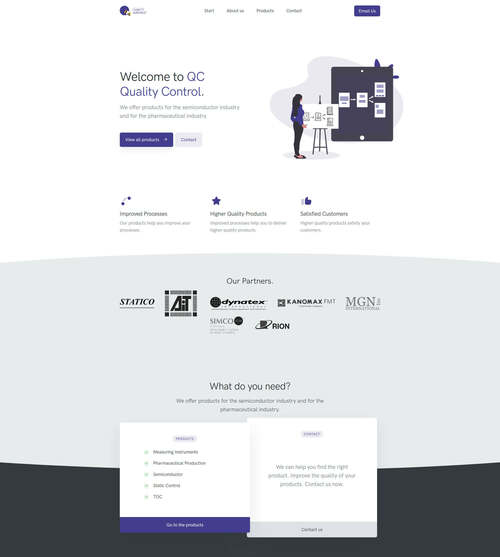 Start About us Products Contact Email Us
Welcome to QC
Quality Control.
We offer products for the semiconductor industry
and for the pharmaceutical industry
View all products → Contact
Improved Processes
Our products help you improve your
processes.
Higher Quality Products
Improved processes help you to deliver
higher quality products.
Satisfied Customers
Higher quality products satisfy your
customers.
Our Partners.
STATICO
dynatex
KANOMAX FMT
MGN
INTERNATIONAL
SIMCO
RION
What do you need?
We offer products for the semiconductor industry and for the
pharmaceutical industry.
PRODUCTS
Measuring Instruments
Pharmaceutical Production
Semiconductor
Static Control
TOC
Go to the products
CONTACT
We can help you find the right
product. Improve the quality of your
products. Contact us now.
Contact us